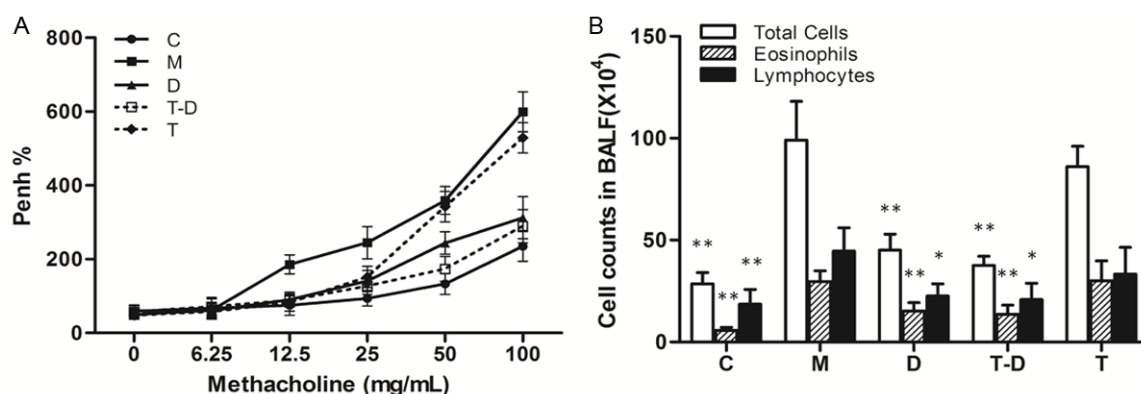 A
800
600
400
200
0
Penh %
C
M
D
T-D
T
0 6.25 12.5 25 50 100
Methacholine (mg/mL)
B
150
100
50
0
Cell counts in BALF(X10⁴)
Total Cells
Eosinophils
Lymphocytes
** ** **
** ** *
** ** *
C M D T-D T